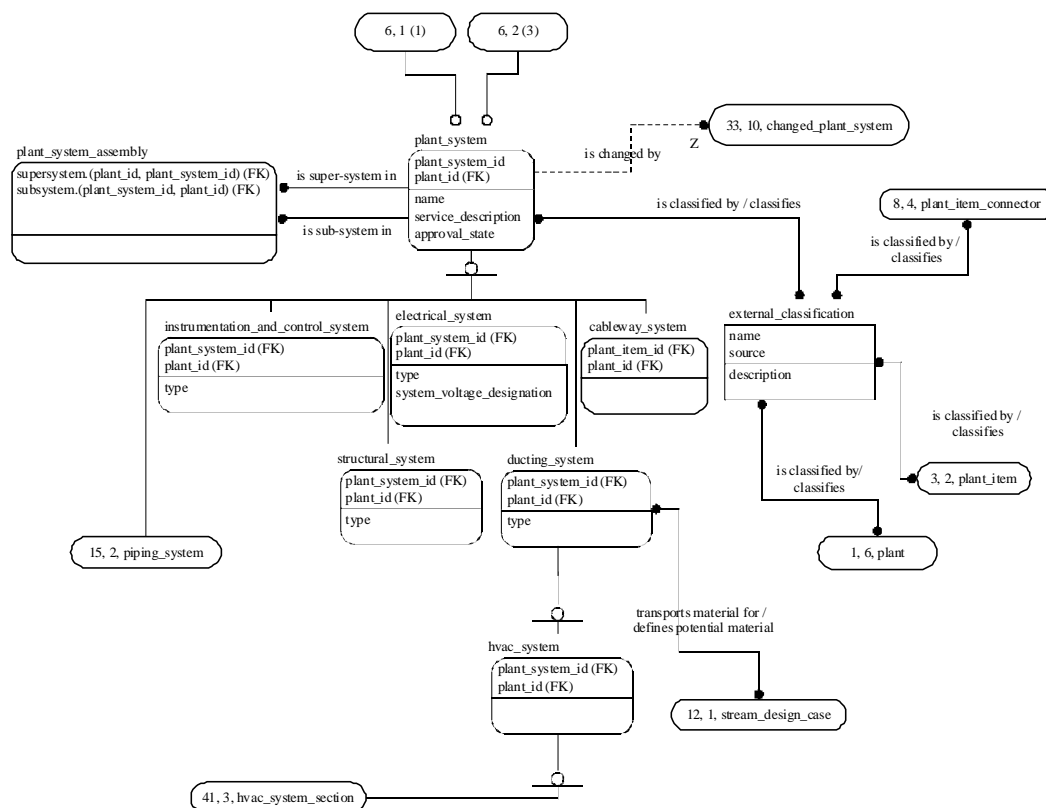 6, 1 (1)
6, 2 (3)
33, 10, changed_plant_system
Z
is changed by
plant_system
plant_system_id
plant_id (FK)
name
service_description
approval_state
plant_system_assembly
supersystem.(plant_id, plant_system_id) (FK)
subsystem.(plant_system_id, plant_id) (FK)
is super-system in
is sub-system in
is classified by / classifies
8, 4, plant_item_connector
is classified by /
classifies
external_classification
name
source
description
instrumentation_and_control_system
plant_system_id (FK)
plant_id (FK)
type
electrical_system
plant_system_id (FK)
plant_id (FK)
type
system_voltage_designation
cableway_system
plant_item_id (FK)
plant_id (FK)
is classified by /
classifies
3, 2, plant_item
is classified by/
classifies
1, 6, plant
structural_system
plant_system_id (FK)
plant_id (FK)
type
ducting_system
plant_system_id (FK)
plant_id (FK)
type
15, 2, piping_system
transports material for /
defines potential material
hvac_system
plant_system_id (FK)
plant_id (FK)
12, 1, stream_design_case
41, 3, hvac_system_section